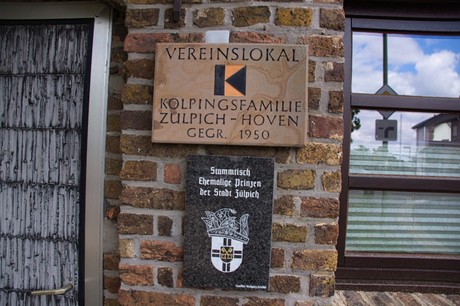 VEREINSLOKAL
K
KOLPINGSFAMILIE
ZÜLPICH - HOVEN
GEGR. 1950
Stammtisch
Ehemalige Prinzen
der Stadt Zülpich